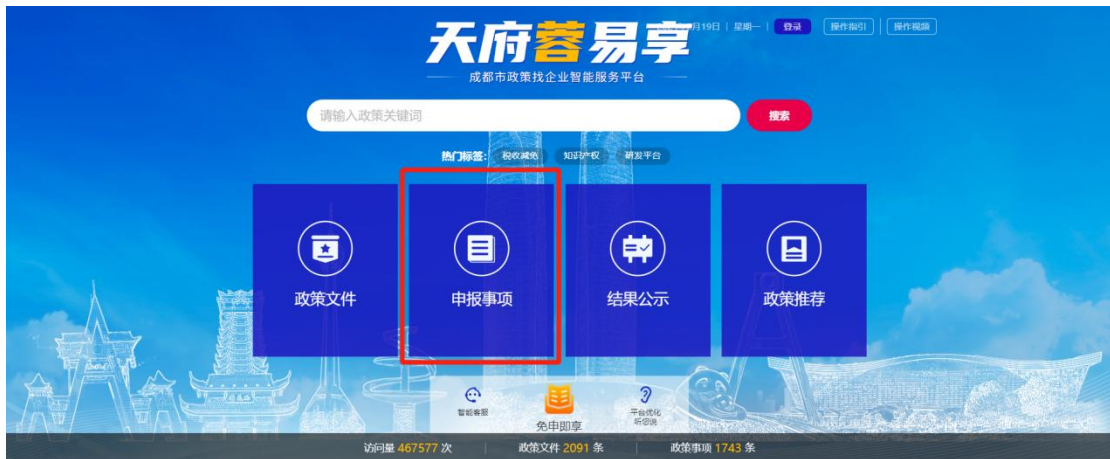 天府蓉易享
月19日 | 星期一 | 登录 操作指引 | 操作视频
成都市政策找企业智能服务平台
请输入政策关键词 搜索
热门标签: 税收减免 知识产权 研发平台
政策文件 申报事项 结果公示 政策推荐
智能客服 免申即享 平台优化
听您说
访问量 467577 次 政策文件 2091 条 政策事项 1743 条